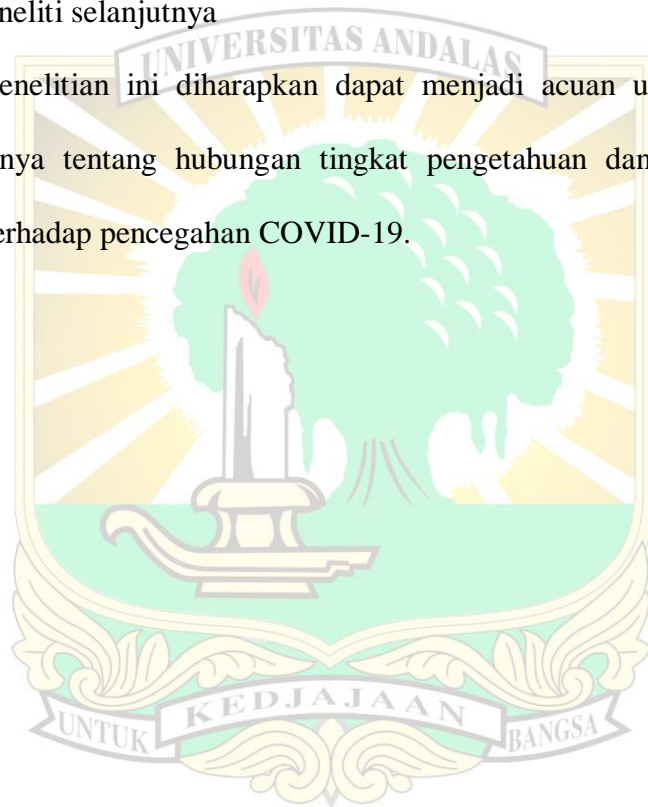 neliti selanjutnya
UNIVERSITAS ANDALAS
enelitian ini diharapkan dapat menjadi acuan u
nya tentang hubungan tingkat pengetahuan dan
erhadap pencegahan COVID-19.
UNTUK KEDJAJAAN BANGSA